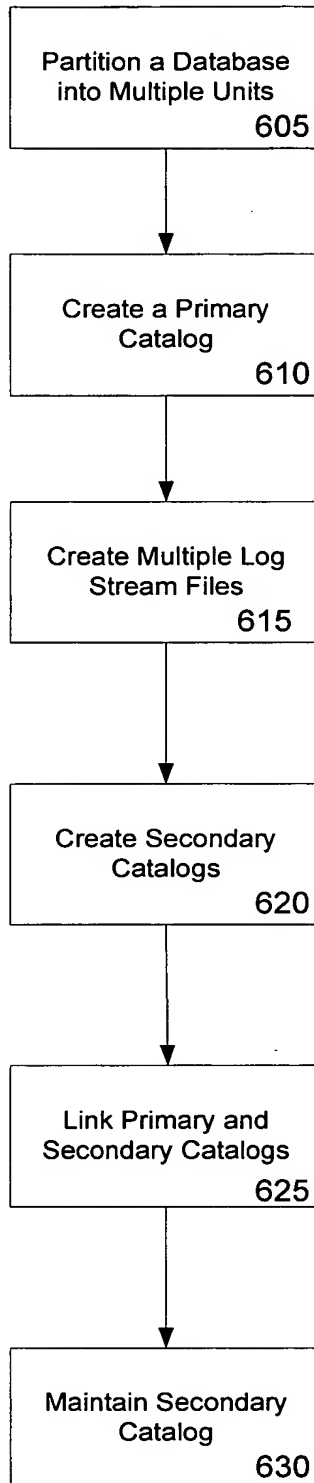 Partition a Database
into Multiple Units
605
Create a Primary
Catalog
610
Create Multiple Log
Stream Files
615
Create Secondary
Catalogs
620
Link Primary and
Secondary Catalogs
625
Maintain Secondary
Catalog
630